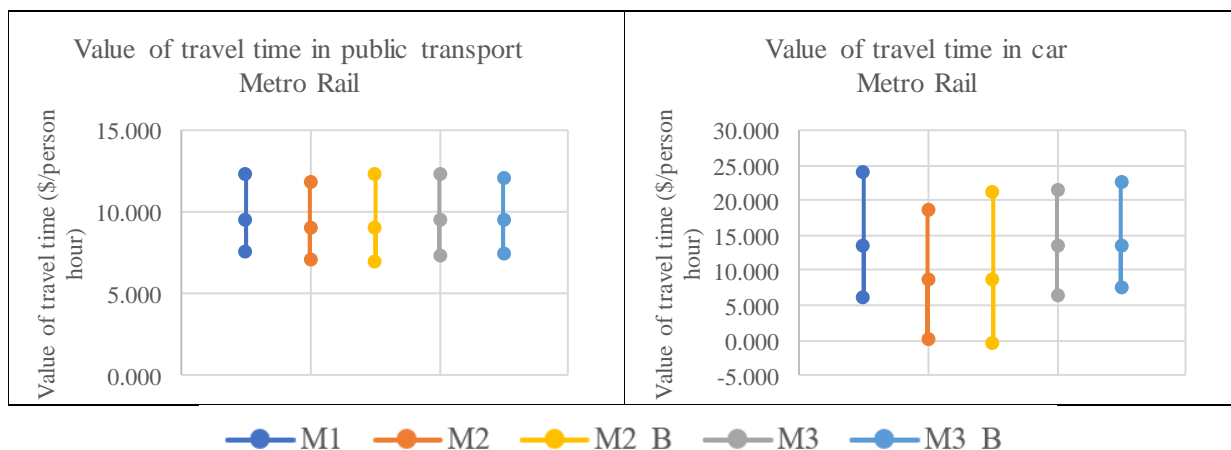 Value of travel time in public transport
Metro Rail
Value of travel time ($/person
hour)
15.000
10.000
5.000
0.000
Value of travel time in car
Metro Rail
Value of travel time ($/person
hour)
30.000
25.000
20.000
15.000
10.000
5.000
0.000
-5.000
M1 M2 M2_B M3 M3_B